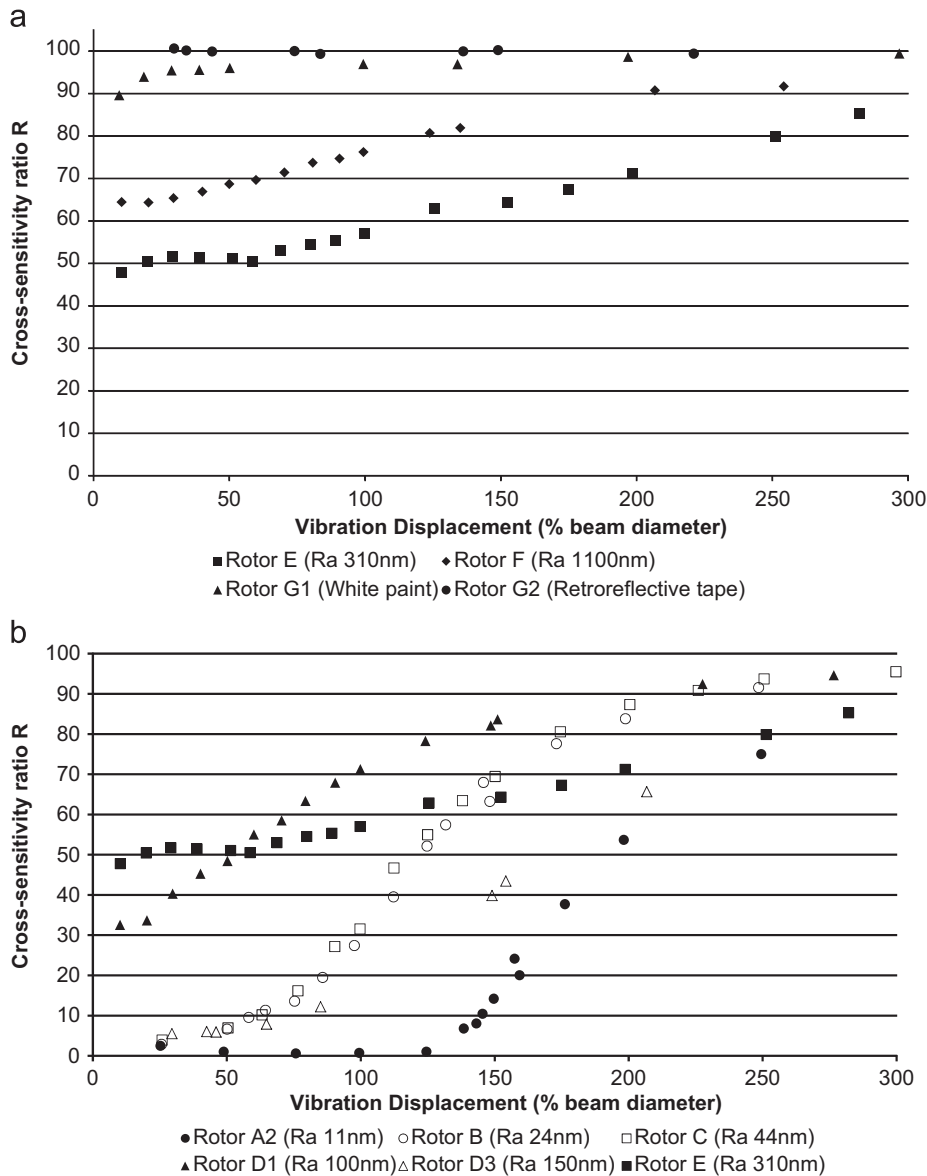 a
100
90
80
70
60
50
40
30
20
10
0
Cross-sensitivity ratio R
0 50 100 150 200 250 300
Vibration Displacement (% beam diameter)
■Rotor E (Ra 310nm) ♦Rotor F (Ra 1100nm)
▲Rotor G1 (White paint) ●Rotor G2 (Retroreflective tape)
b
100
90
80
70
60
50
40
30
20
10
0
Cross-sensitivity ratio R
0 50 100 150 200 250 300
Vibration Displacement (% beam diameter)
●Rotor A2 (Ra 11nm) ○Rotor B (Ra 24nm) □Rotor C (Ra 44nm)
▲Rotor D1 (Ra 100nm) △Rotor D3 (Ra 150nm) ■Rotor E (Ra 310nm)